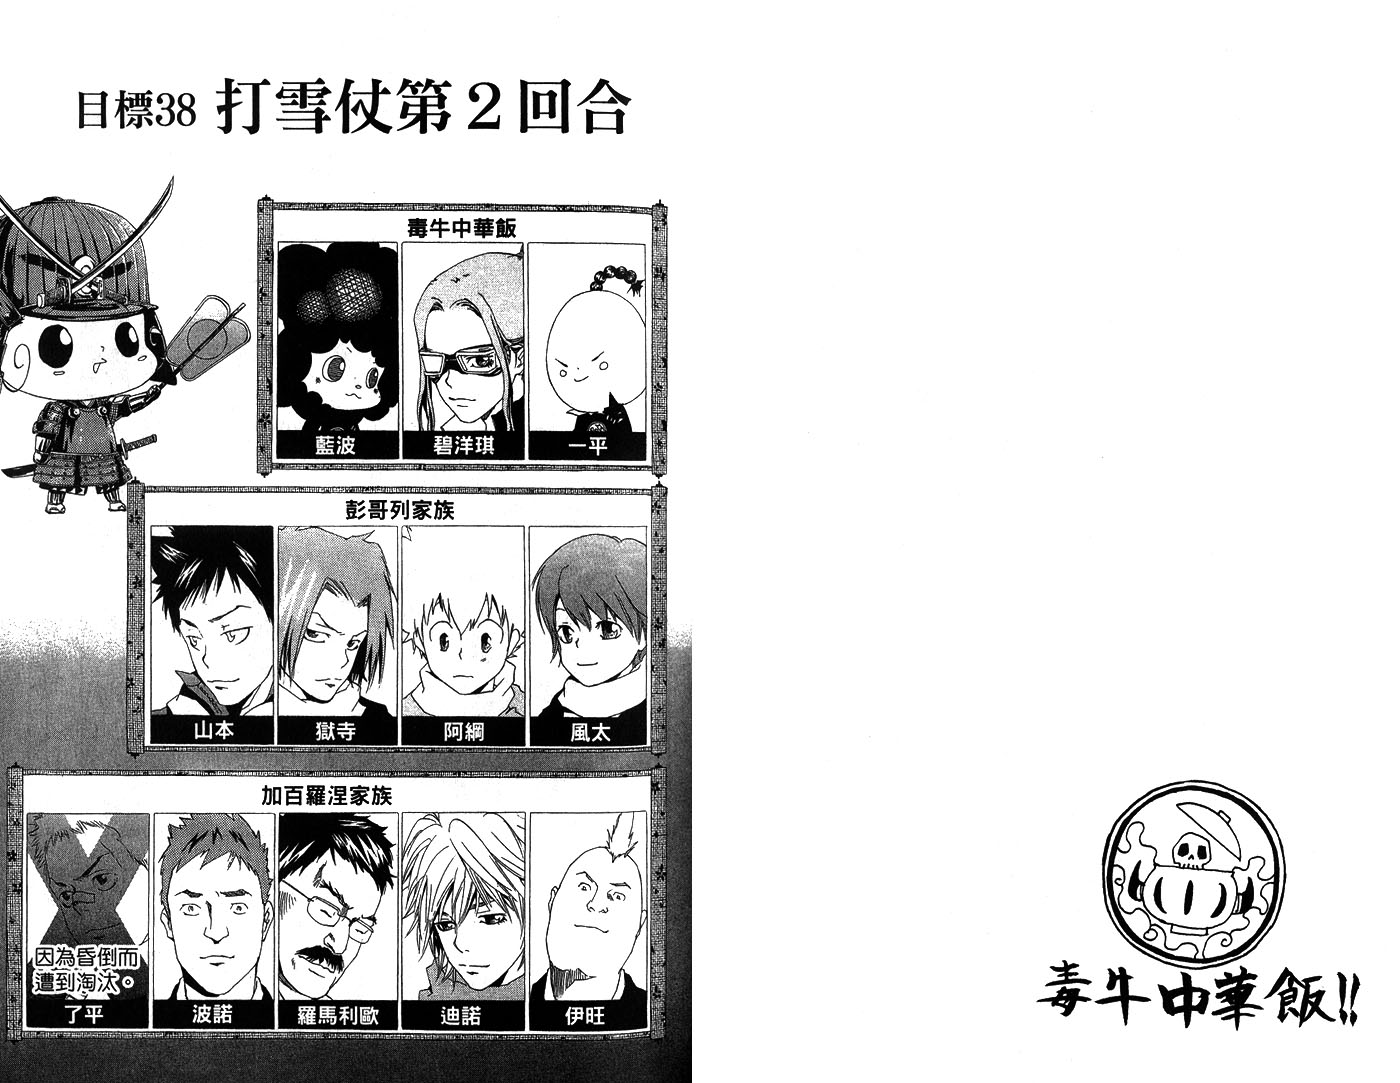 目標38 打雪仗第2回合
毒牛中華飯
藍波
碧洋琪
一平
彭哥列家族
山本
獄寺
阿綱
風太
加百羅涅家族
因為昏倒而
遭到淘汰。
了平
波諾
羅馬利歐
迪諾
伊旺
毒牛中華飯!!